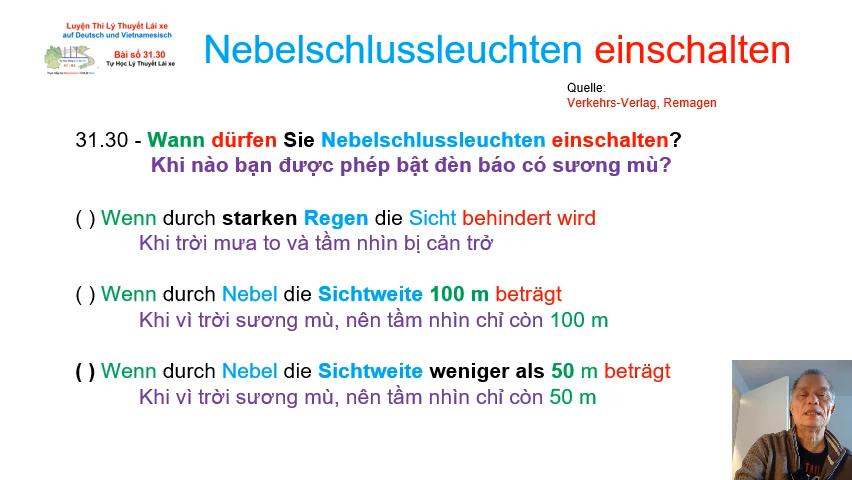 Luyện Thi Lý Thuyết Lái xe
auf Deutsch und Vietnamesisch
Bài số 31.30
Tự Học Lý Thuyết Lái xe
Nebelschlussleuchten einschalten
Quelle:
Verkehrs-Verlag, Remagen
31.30 - Wann dürfen Sie Nebelschlussleuchten einschalten?
Khi nào bạn được phép bật đèn báo có sương mù?
( ) Wenn durch starken Regen die Sicht behindert wird
Khi trời mưa to và tầm nhìn bị cản trở
( ) Wenn durch Nebel die Sichtweite 100 m beträgt
Khi vì trời sương mù, nên tầm nhìn chỉ còn 100 m
( ) Wenn durch Nebel die Sichtweite weniger als 50 m beträgt
Khi vì trời sương mù, nên tầm nhìn chỉ còn 50 m